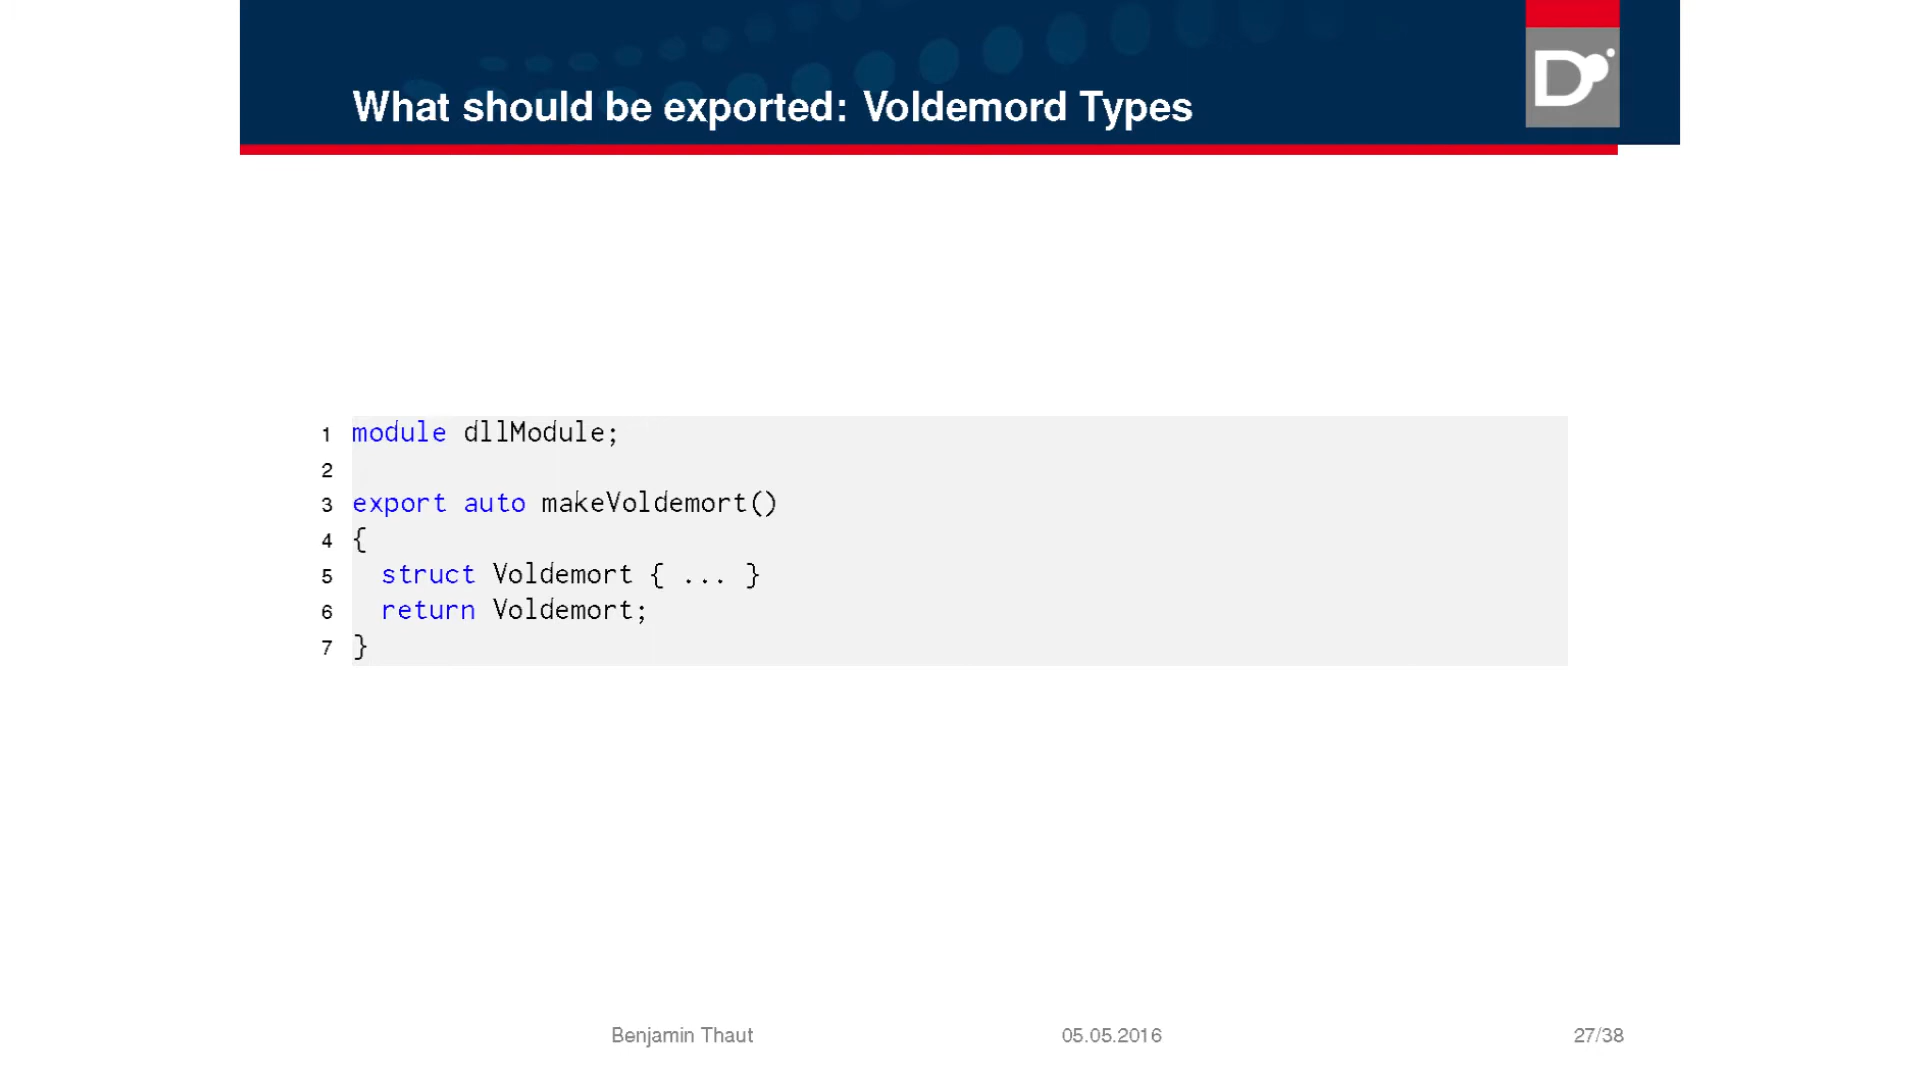 What should be exported: Voldemord Types
D
1 module dllModule;
2
3 export auto makeVoldemort()
4 {
5 struct Voldemort { ... }
6 return Voldemort;
7 }
Benjamin Thaut 05.05.2016 27/38